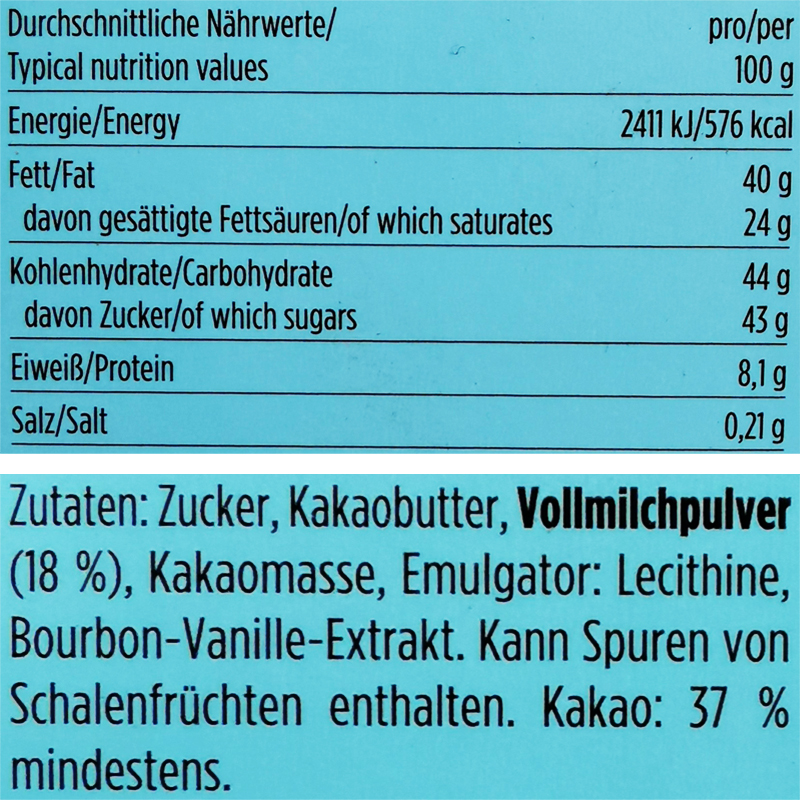 Durchschnittliche Nährwerte/ pro/per
Typical nutrition values 100 g
Energie/Energy 2411 kJ/576 kcal
Fett/Fat 40 g
davon gesättigte Fettsäuren/of which saturates 24 g
Kohlenhydrate/Carbohydrate 44 g
davon Zucker/of which sugars 43 g
Eiweiß/Protein 8,1 g
Salz/Salt 0,21 g
Zutaten: Zucker, Kakaobutter, Vollmilchpulver
(18 %), Kakaomasse, Emulgator: Lecithine,
Bourbon-Vanille-Extrakt. Kann Spuren von
Schalenfrüchten enthalten. Kakao: 37 %
mindestens.